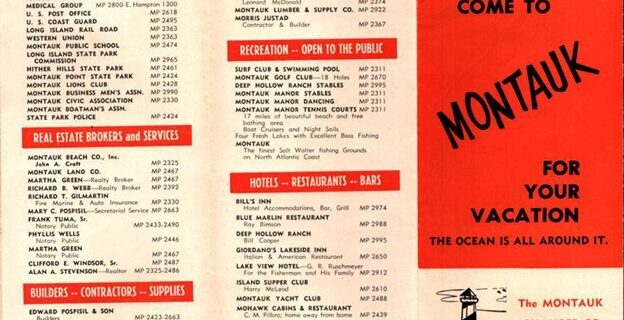 MEDICAL GROUP MP 2800-E. Hampton 1300
U. S. POST OFFICE MP 2618
U. S. COAST GUARD MP 2495
LONG ISLAND RAIL ROAD MP 2363
WESTERN UNION MP 2363
MONTAUK PUBLIC SCHOOL MP 2474
LONG ISLAND STATE PARK
COMMISSION MP 2965
HITHER HILLS STATE PARK MP 2461
MONTAUK POINT STATE PARK MP 2424
MONTAUK LIONS CLUB MP 2428
MONTAUK BUSINESS MEN'S ASSN. MP 2990
MONTAUK CIVIC ASSOCIATION MP 2330
MONTAUK BOATMAN'S ASSN.
STATE PARK POLICE MP 2424
REAL ESTATE BROKERS and SERVICES
MONTAUK BEACH CO., Inc.
John A. Craft MP 2325
MONTAUK LAND CO. MP 2467
MARTHA GREEN—Realty Broker MP 2467
RICHARD B. WEBB—Realty Broker MP 2392
RICHARD T. GILMARTIN
Fire Marine & Auto Insurance MP 2330
MARY C. POSPISIL—Secretarial Service MP 2663
FRANK TUMA, Sr.
Notary Public MP 2433-2490
PHYLLIS WELLS
Notary Public MP 2446
MARTHA GREEN
Notary Public MP 2467
CLIFFORD E. WINDSOR, Sr. MP 2487
ALAN A. STEVENSON—Realtor MP 2325-2486
BUILDERS -- CONTRACTORS -- SUPPLIES
EDWARD POSPISIL & SON
Builders MP 2423-2663
Leonard McDonald MP 2374
MONTAUK LUMBER & SUPPLY CO. MP 2922
MORRIS JUSTAD
Contractor & Builder MP 2367
RECREATION -- OPEN TO THE PUBLIC
SURF CLUB & SWIMMING POOL MP 2311
MONTAUK GOLF CLUB—18 Holes MP 2670
DEEP HOLLOW RANCH STABLES MP 2995
MONTAUK MANOR STABLES MP 2311
MONTAUK MANOR DANCING MP 2311
MONTAUK MANOR TENNIS COURTS MP 2311
17 miles of beautiful beach and free
bathing area
Boat Cruisers and Night Sails
Four Fresh Lakes with Excellent Bass Fishing
MONTAUK
The finest Salt Walter fishing Grounds
on North Atlantic Coast
HOTELS -- RESTAURANTS -- BARS
BILL'S INN
Hotel Accommodations, Bar, Grill MP 2974
BLUE MARLIN RESTAURANT
Ray Bimson MP 2988
DEEP HOLLOW RANCH
Bill Cooper MP 2995
GIORDANO'S LAKESIDE INN
Italian & American Restaurant MP 2650
LAKE VIEW HOTEL—G. R. Ruschmeyer
For the Fisherman and His Family MP 2912
ISLAND SUPPER CLUB
Harry McLeod MP 2610
MONTAUK YACHT CLUB MP 2488
MOHAWK CABINS & RESTAURANT
C. M. Pilbro; home away from home MP 2439
COME TO
MONTAUK
FOR
YOUR
VACATION
THE OCEAN IS ALL AROUND IT.
The MONTAUK